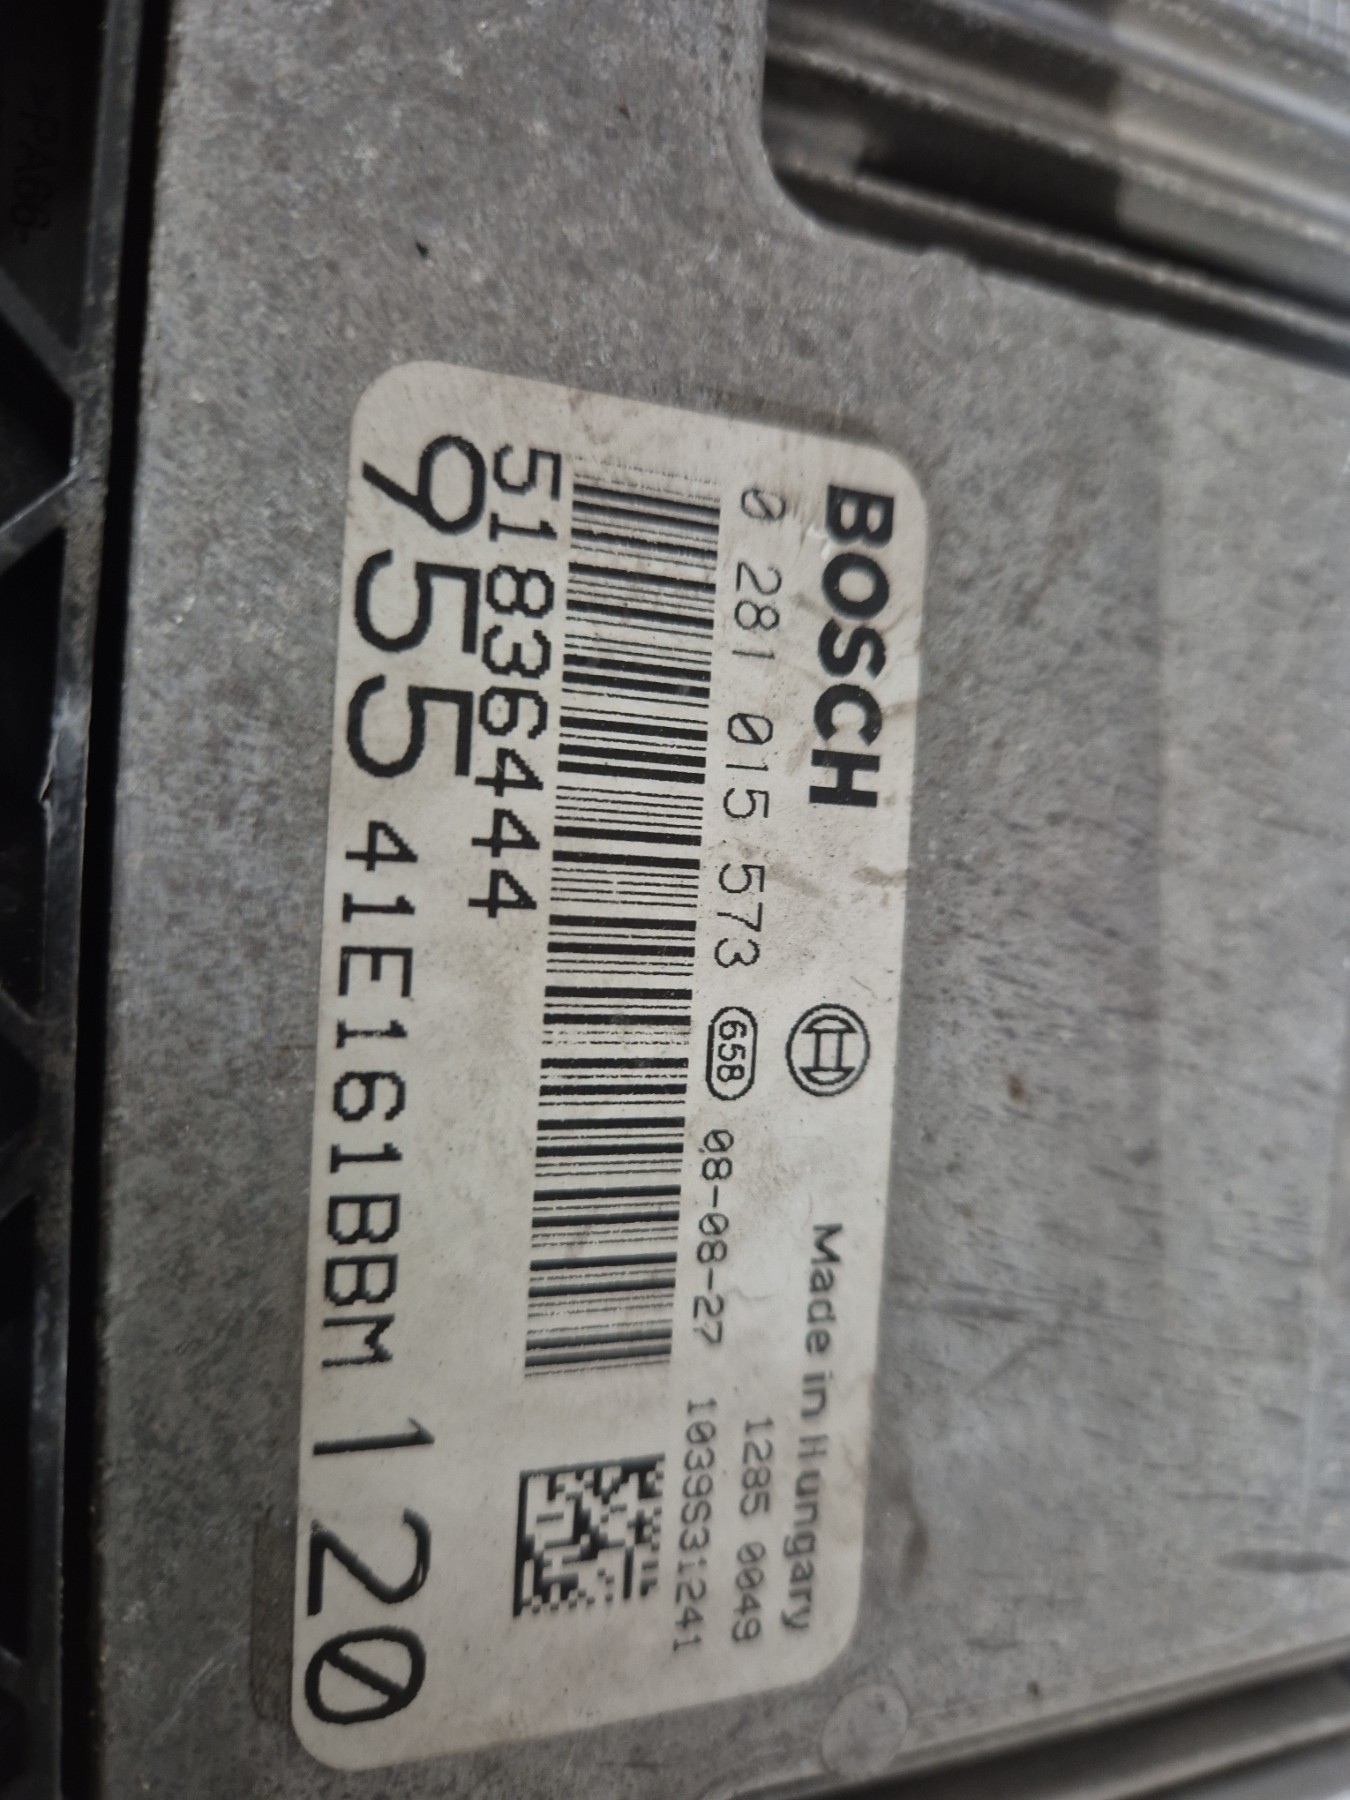 BOSCH
Made in Hungary
0 281 015 573 658 08-08-27
1285 0049
1039S31241
51836444
955 41E161BBM 120
>PA66-